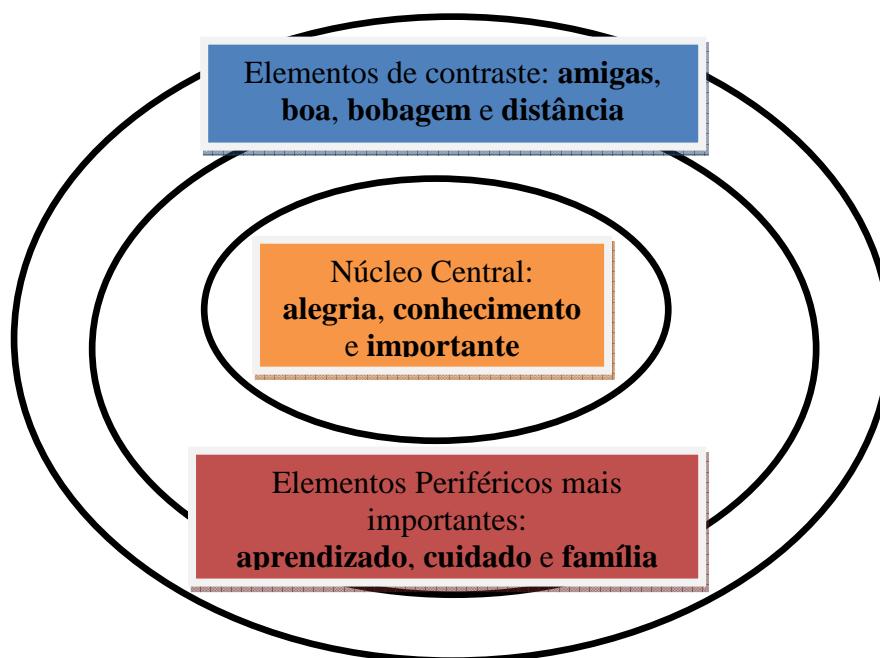 Elementos de contraste: amigas,
boa, bobagem e distância
Núcleo Central:
alegria, conhecimento
e importante
Elementos Periféricos mais
importantes:
aprendizado, cuidado e família